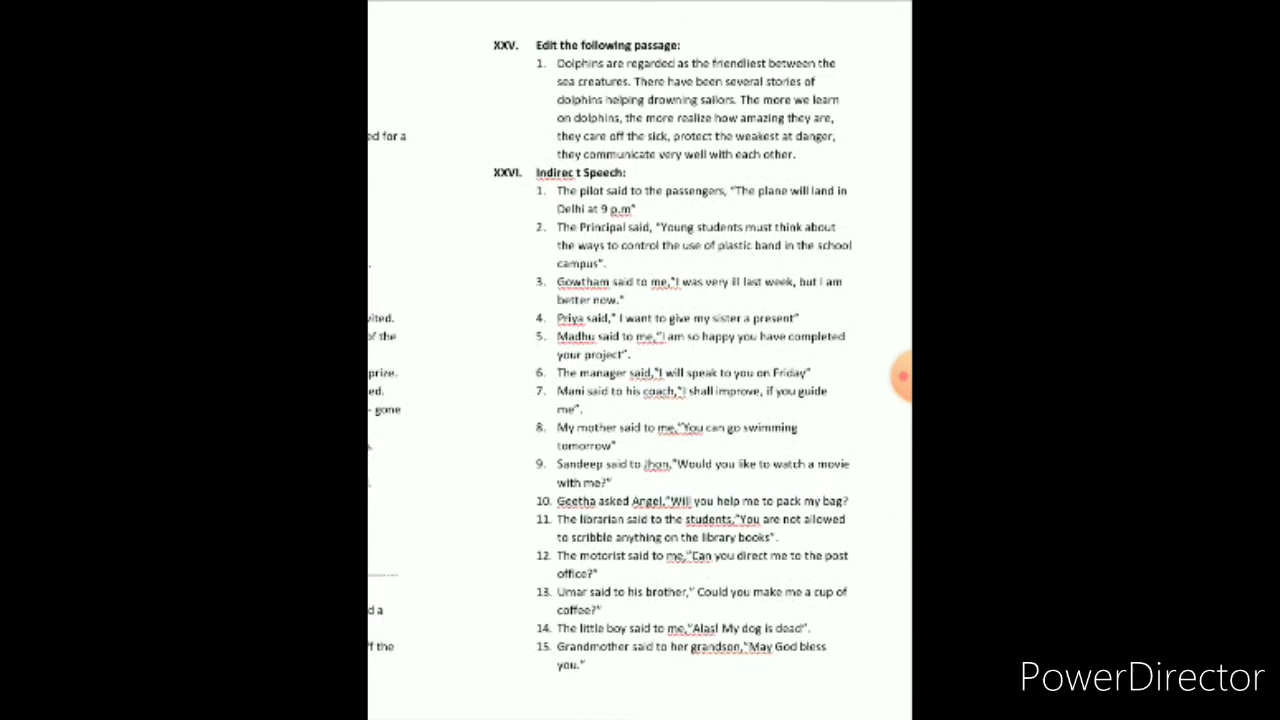 ed for a
.
vited.
of the
prize.
ed.
- gone
s.
.
d a
f the
XXV. Edit the following passage:
1. Dolphins are regarded as the friendliest between the
sea creatures. There have been several stories of
dolphins helping drowning sailors. The more we learn
on dolphins, the more realize how amazing they are,
they care off the sick, protect the weakest at danger,
they communicate very well with each other.
XXVI. Indirec t Speech:
1. The pilot said to the passengers, "The plane will land in
Delhi at 9 p.m"
2. The Principal said, "Young students must think about
the ways to control the use of plastic band in the school
campus".
3. Gowtham said to me,"I was very ill last week, but I am
better now."
4. Priya said," I want to give my sister a present"
5. Madhu said to me,"I am so happy you have completed
your project".
6. The manager said,"I will speak to you on Friday"
7. Mani said to his coach,"I shall improve, if you guide
me".
8. My mother said to me,"You can go swimming
tomorrow"
9. Sandeep said to Jhon,"Would you like to watch a movie
with me?"
10. Geetha asked Angel,"Will you help me to pack my bag?
11. The librarian said to the students,"You are not allowed
to scribble anything on the library books".
12. The motorist said to me,"Can you direct me to the post
office?"
13. Umar said to his brother," Could you make me a cup of
coffee?"
14. The little boy said to me,"Alas! My dog is dead".
15. Grandmother said to her grandson,"May God bless
you."
PowerDirector